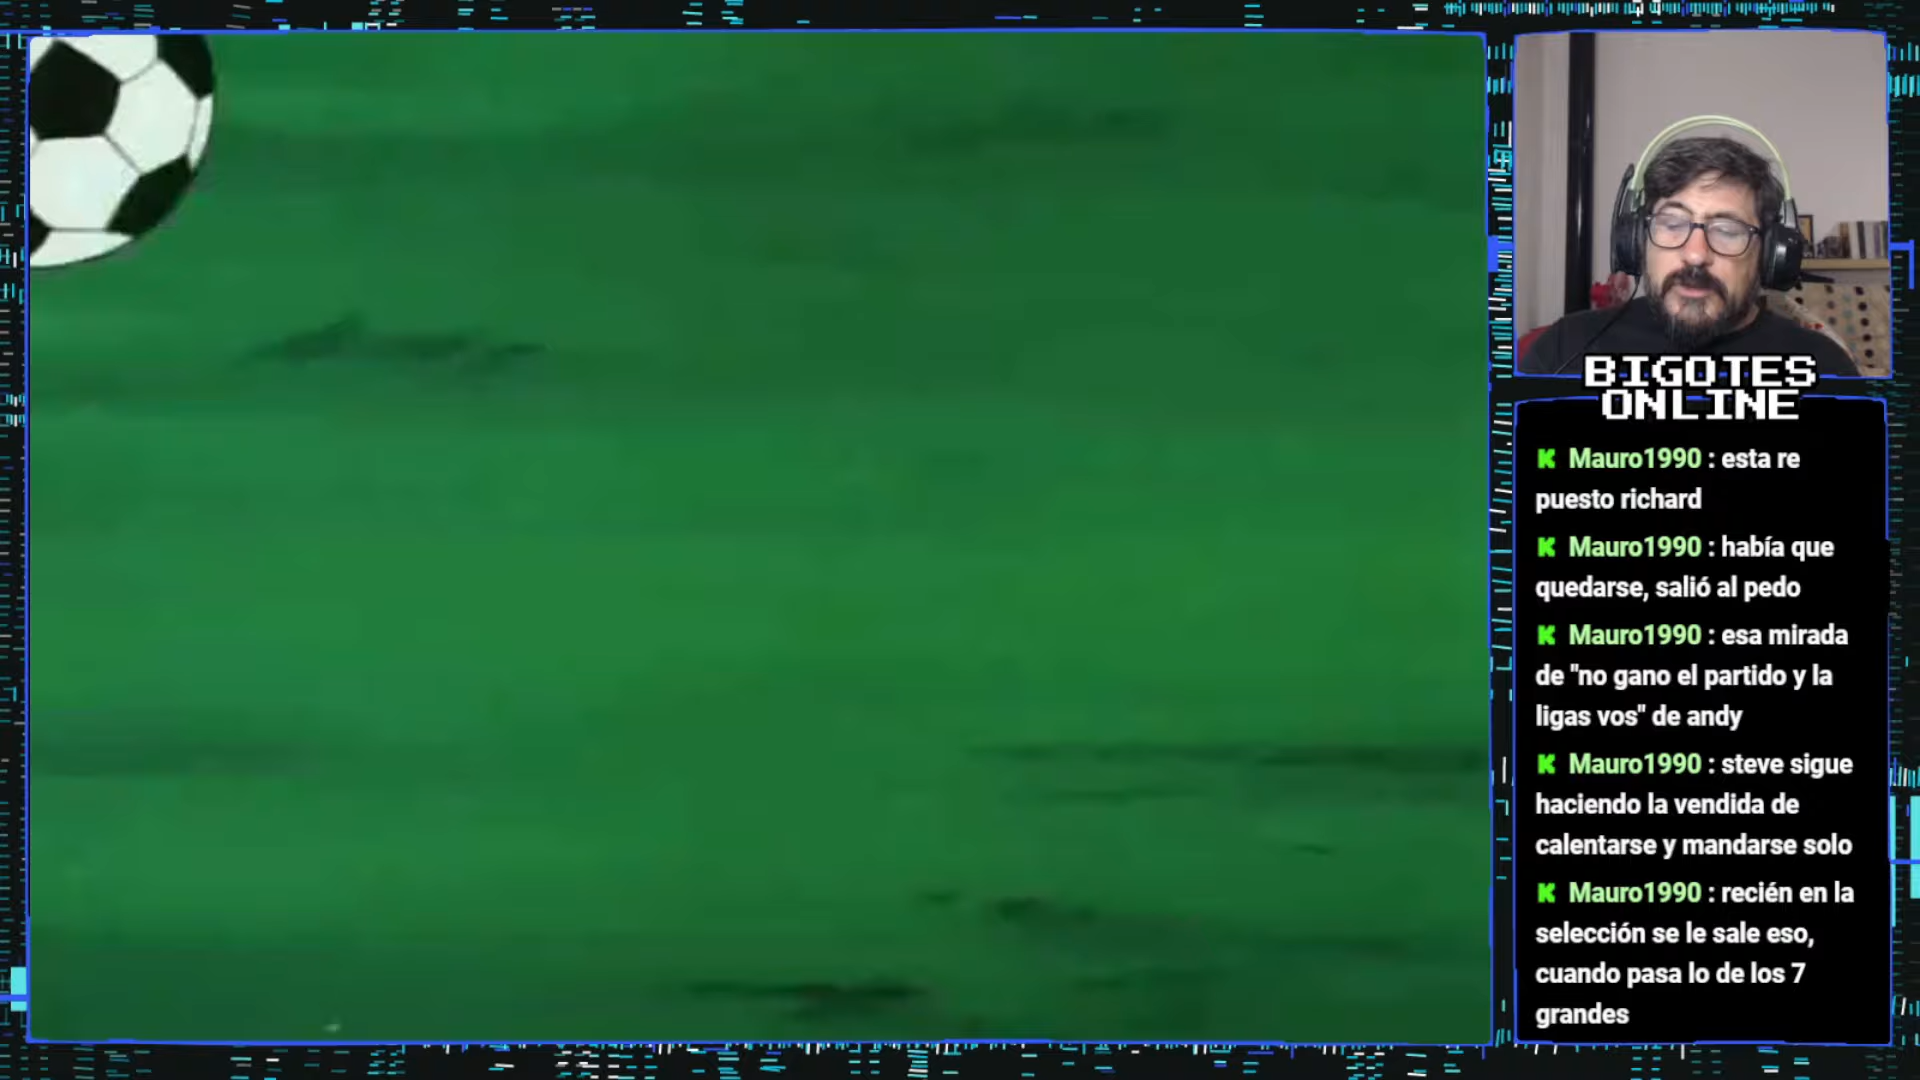 BIGOTES
ONLINE
Mauro1990 : esta re
puesto richard
Mauro1990 : había que
quedarse, salió al pedo
Mauro1990 : esa mirada
de "no gano el partido y la
ligas vos" de andy
Mauro1990 : steve sigue
haciendo la vendida de
calentarse y mandarse solo
Mauro1990 : recién en la
selección se le sale eso,
cuando pasa lo de los 7
grandes